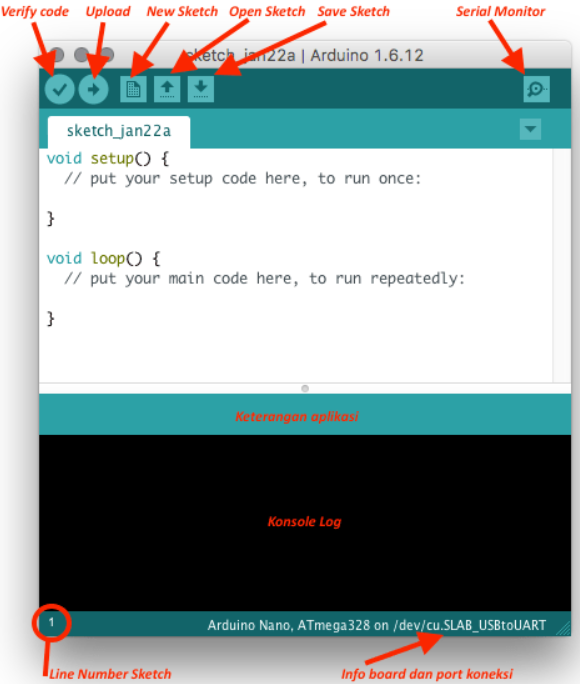 Verify code Upload New Sketch Open Sketch Save Sketch Serial Monitor
sketch_jan22a | Arduino 1.6.12
sketch_jan22a
void setup() {
// put your setup code here, to run once:
}
void loop() {
// put your main code here, to run repeatedly:
}
Keterangan aplikasi
Konsole Log
1 Arduino Nano, ATmega328 on /dev/cu.SLAB_USBtoUART
Line Number Sketch Info board dan port koneksi